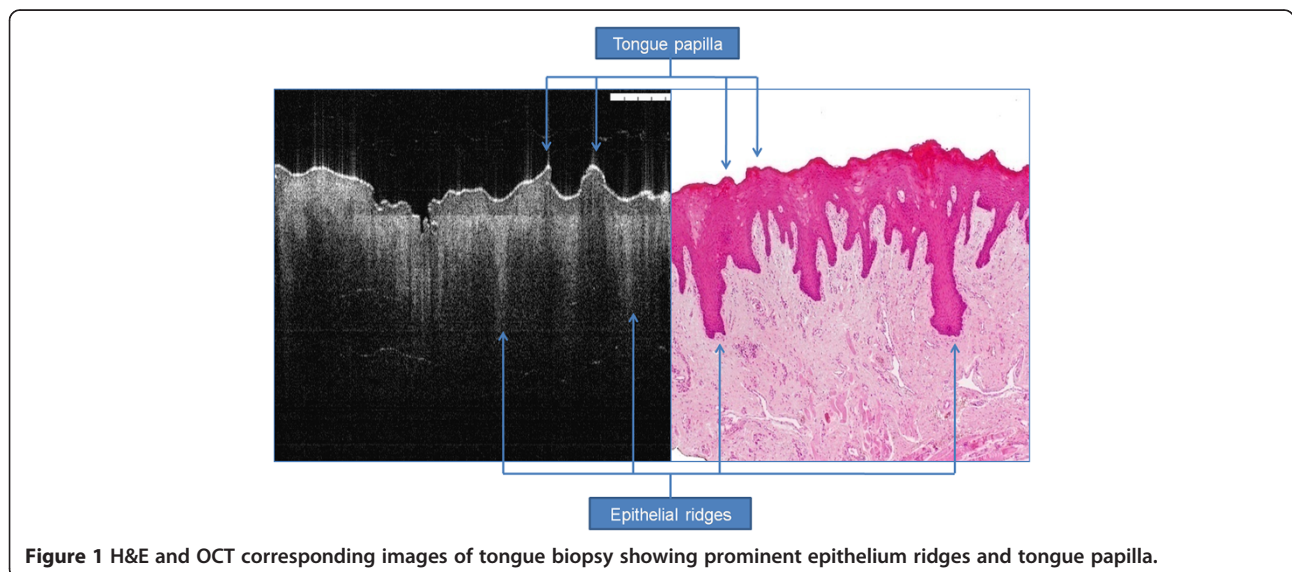 Tongue papilla
Epithelial ridges
Figure 1 H&E and OCT corresponding images of tongue biopsy showing prominent epithelium ridges and tongue papilla.